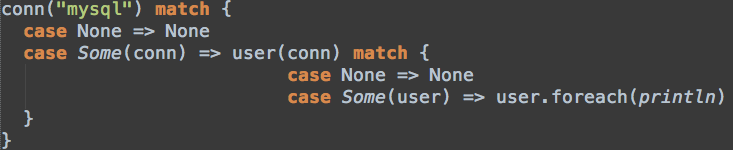 conn("mysql") match {
  case None => None
  case Some(conn) => user(conn) match {
                         case None => None
                         case Some(user) => user.foreach(println)
  }
}